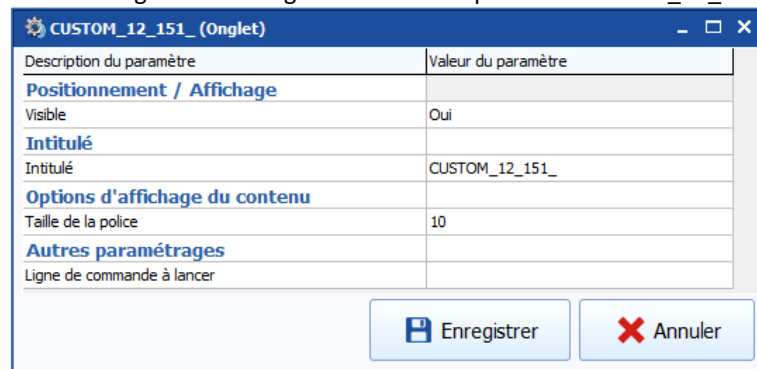 CUSTOM_12_151_ (Onglet)
Description du paramètre Valeur du paramètre
Positionnement / Affichage
Visible Oui
Intitulé
Intitulé CUSTOM_12_151_
Options d'affichage du contenu
Taille de la police 10
Autres paramétrages
Ligne de commande à lancer
Enregistrer Annuler